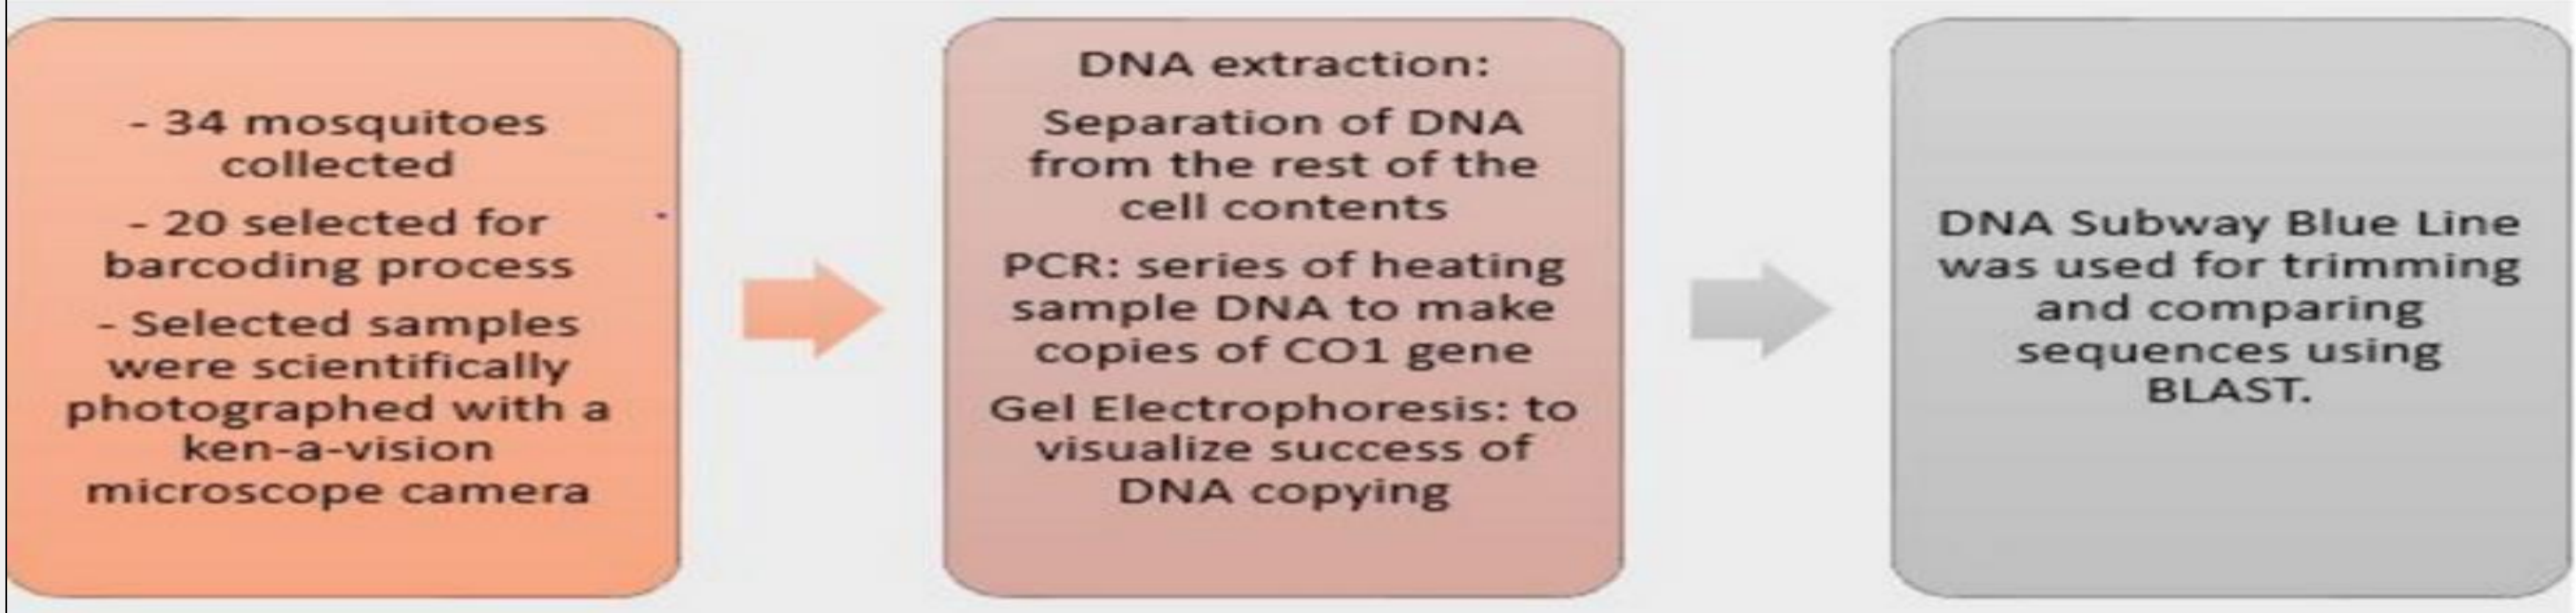 - 34 mosquitoes
collected
- 20 selected for
barcoding process
- Selected samples
were scientifically
photographed with a
ken-a-vision
microscope camera
DNA extraction:
Separation of DNA
from the rest of the
cell contents
PCR: series of heating
sample DNA to make
copies of CO1 gene
Gel Electrophoresis: to
visualize success of
DNA copying
DNA Subway Blue Line
was used for trimming
and comparing
sequences using
BLAST.